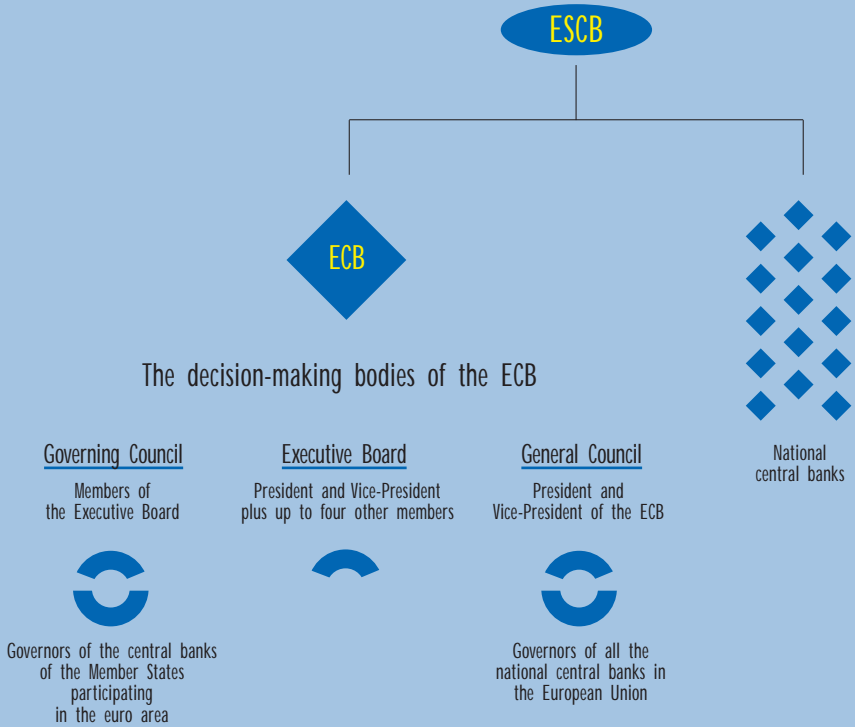 ESCB
ECB
The decision-making bodies of the ECB
Governing Council
Members of
the Executive Board
Governors of the central banks
of the Member States
participating
in the euro area
Executive Board
President and Vice-President
plus up to four other members
General Council
President and
Vice-President of the ECB
Governors of all the
national central banks in
the European Union
National
central banks